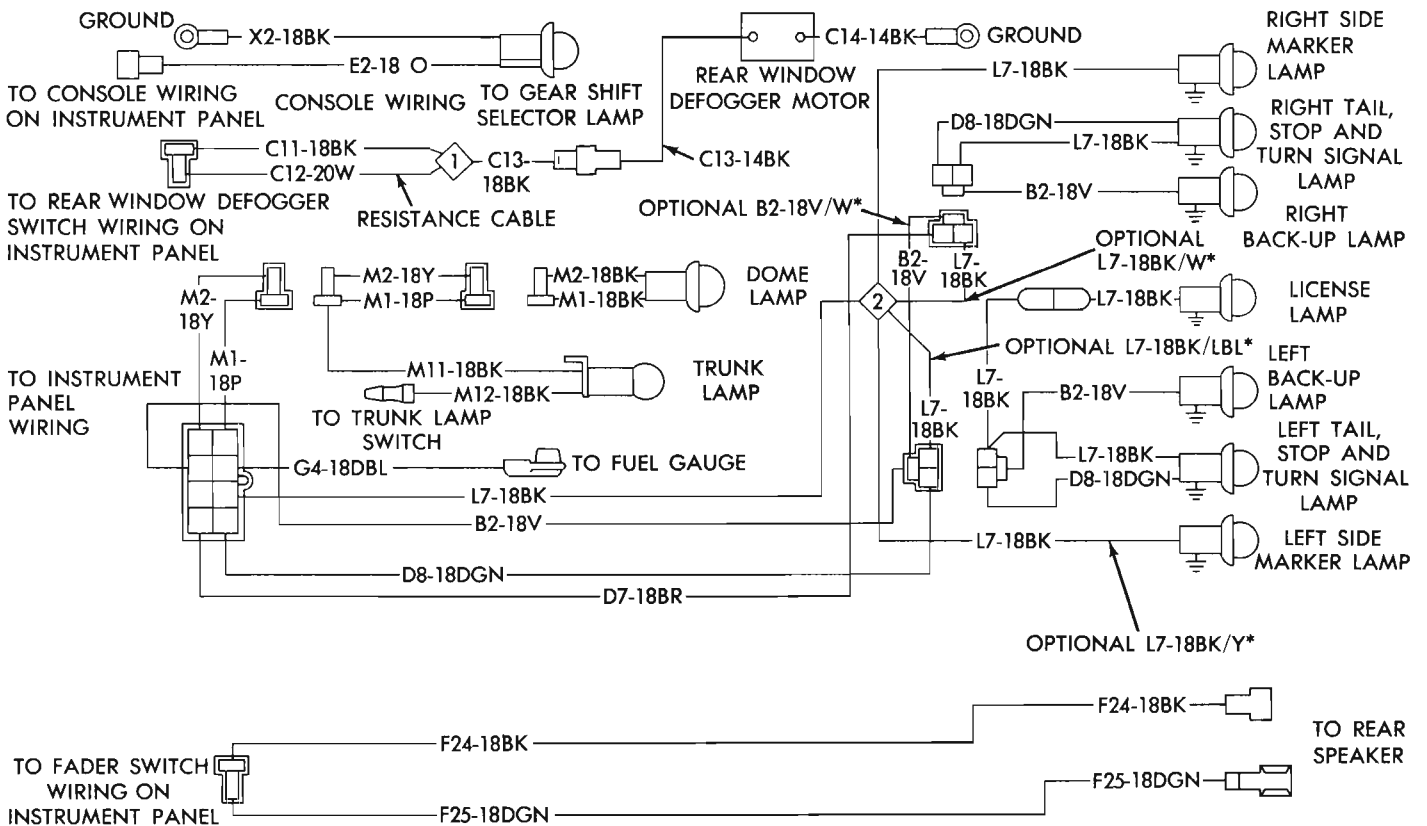 GROUND
X2-18BK
E2-18 O
TO CONSOLE WIRING
ON INSTRUMENT PANEL
CONSOLE WIRING
TO GEAR SHIFT
SELECTOR LAMP
REAR WINDOW
DEFOGGER MOTOR
C14-14BK
GROUND
C11-18BK
C12-20W
1
C13-
18BK
C13-14BK
RESISTANCE CABLE
TO REAR WINDOW DEFOGGER
SWITCH WIRING ON
INSTRUMENT PANEL
L7-18BK
RIGHT SIDE
MARKER
LAMP
D8-18DGN
L7-18BK
RIGHT TAIL,
STOP AND
TURN SIGNAL
LAMP
B2-18V
RIGHT
BACK-UP LAMP
OPTIONAL B2-18V/W*
B2-
18V
L7-
18BK
OPTIONAL
L7-18BK/W*
M2-
18Y
M1-
18P
M2-18Y
M1-18P
M2-18BK
M1-18BK
DOME
LAMP
2
L7-18BK
LICENSE
LAMP
OPTIONAL L7-18BK/LBL*
M11-18BK
M12-18BK
TRUNK
LAMP
TO TRUNK LAMP
SWITCH
L7-
18BK
L7-
18BK
B2-18V
LEFT
BACK-UP
LAMP
TO INSTRUMENT
PANEL
WIRING
G4-18DBL
TO FUEL GAUGE
L7-18BK
D8-18DGN
LEFT TAIL,
STOP AND
TURN SIGNAL
LAMP
L7-18BK
B2-18V
L7-18BK
LEFT SIDE
MARKER LAMP
D8-18DGN
D7-18BR
OPTIONAL L7-18BK/Y*
F24-18BK
F24-18BK
TO REAR
SPEAKER
TO FADER SWITCH
WIRING ON
INSTRUMENT PANEL
F25-18DGN
F25-18DGN